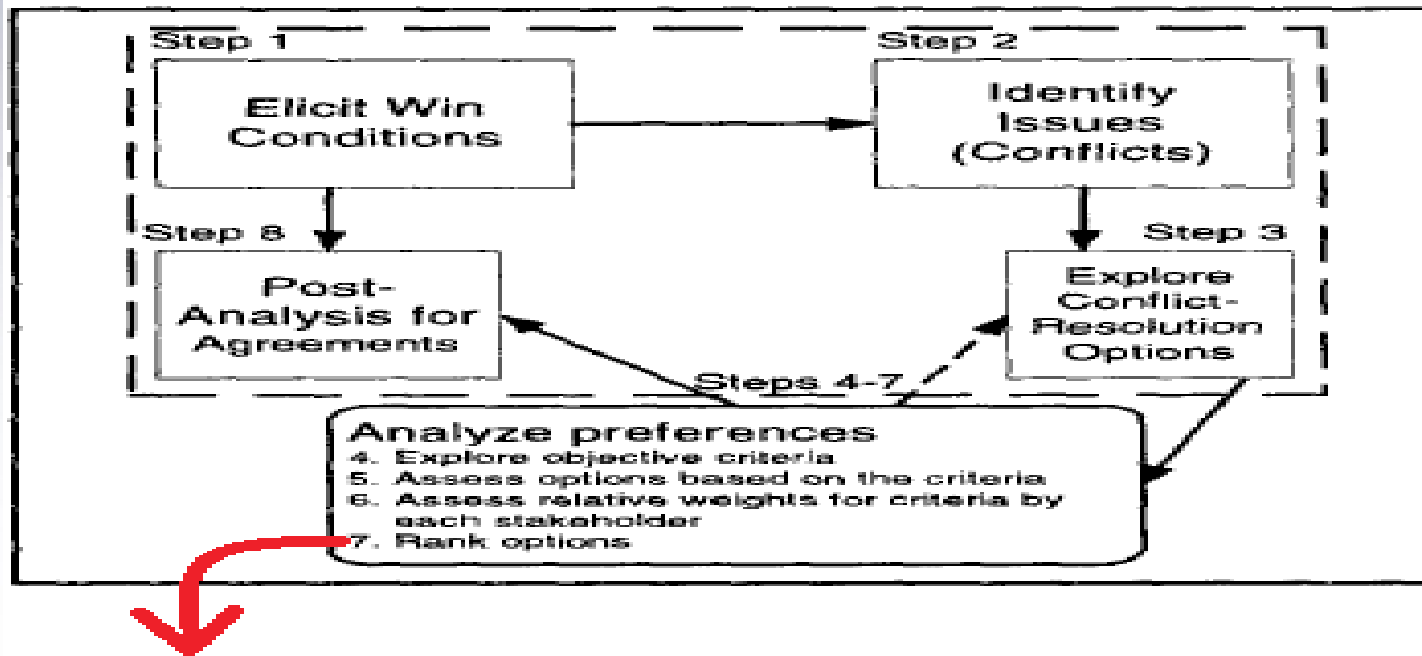 Step 1
Step 2
Elicit Win
Conditions
Identify
Issues
(Conflicts)
Step 8
Step 3
Post-
Analysis for
Agreements
Explore
Conflict-
Resolution
Options
Steps 4-7
Analyze preferences
4. Explore objective criteria
5. Assess options based on the criteria
6. Assess relative weights for criteria by
each stakeholder
7. Rank options